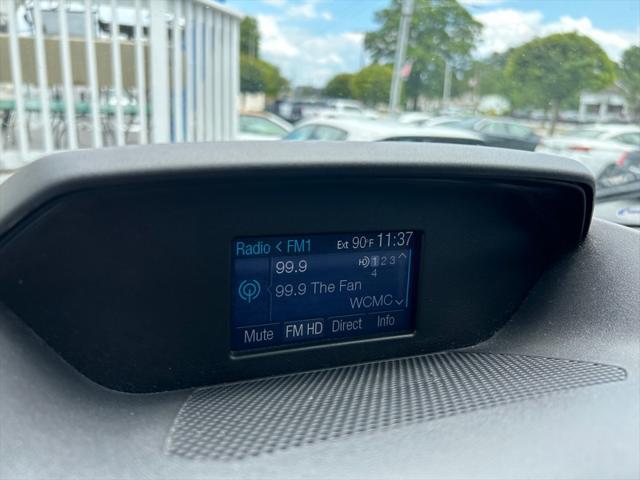 Radio < FM1 Ext 90°F 11:37
99.9 HD 1 2 3
4
99.9 The Fan
WCMC
Mute FM HD Direct Info